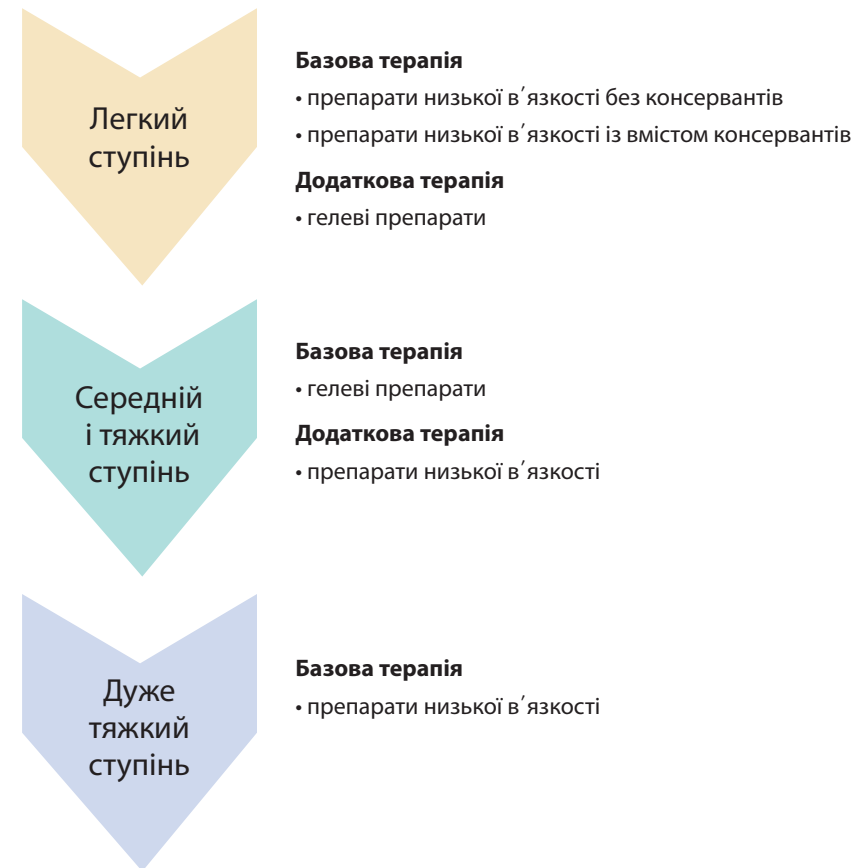 Легкий
ступінь
Базова терапія
• препарати низької в′язкості без консервантів
• препарати низької в′язкості із вмістом консервантів
Додаткова терапія
• гелеві препарати
Середній
і тяжкий
ступінь
Базова терапія
• гелеві препарати
Додаткова терапія
• препарати низької в′язкості
Дуже
тяжкий
ступінь
Базова терапія
• препарати низької в′язкості